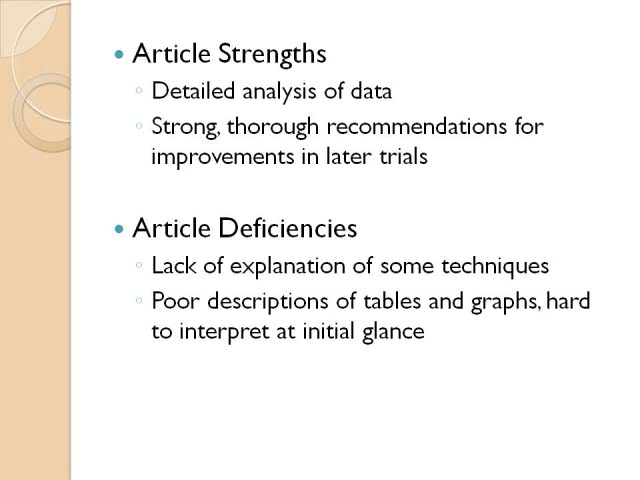 • Article Strengths
◦ Detailed analysis of data
◦ Strong, thorough recommendations for
improvements in later trials
• Article Deficiencies
◦ Lack of explanation of some techniques
◦ Poor descriptions of tables and graphs, hard
to interpret at initial glance